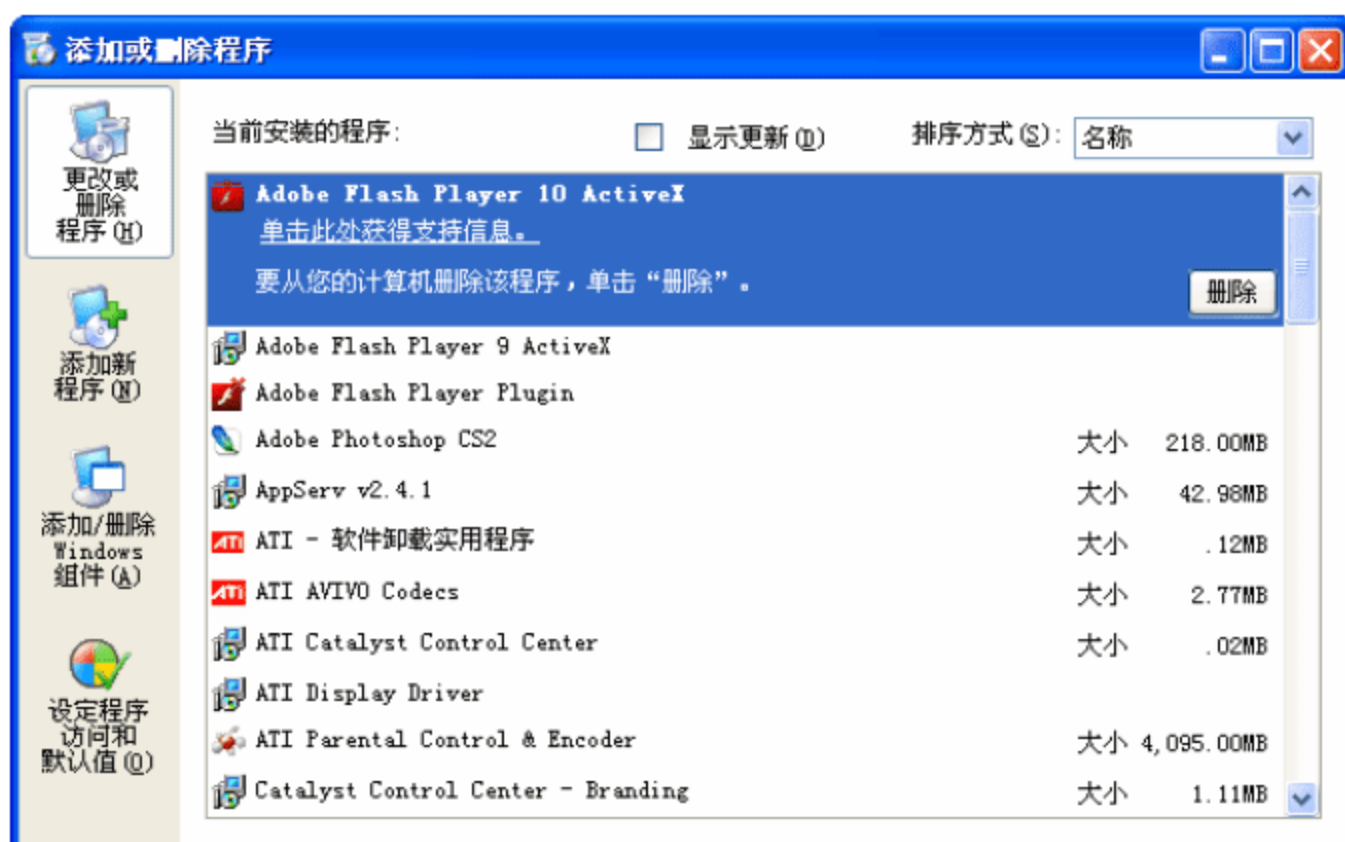 添加或删除程序
更改或
删除
程序(H)
添加新
程序(N)
添加/删除
Windows
组件(A)
设定程序
访问和
默认值(O)
当前安装的程序:
显示更新(D)
排序方式(S):
名称
Adobe Flash Player 10 ActiveX
单击此处获得支持信息。
要从您的计算机删除该程序，单击“删除”。
删除
Adobe Flash Player 9 ActiveX
Adobe Flash Player Plugin
Adobe Photoshop CS2 大小 218.00MB
AppServ v2.4.1 大小 42.98MB
ATI - 软件卸载实用程序 大小 .12MB
ATI AVIVO Codecs 大小 2.77MB
ATI Catalyst Control Center 大小 .02MB
ATI Display Driver
ATI Parental Control & Encoder 大小 4,095.00MB
Catalyst Control Center - Branding 大小 1.11MB